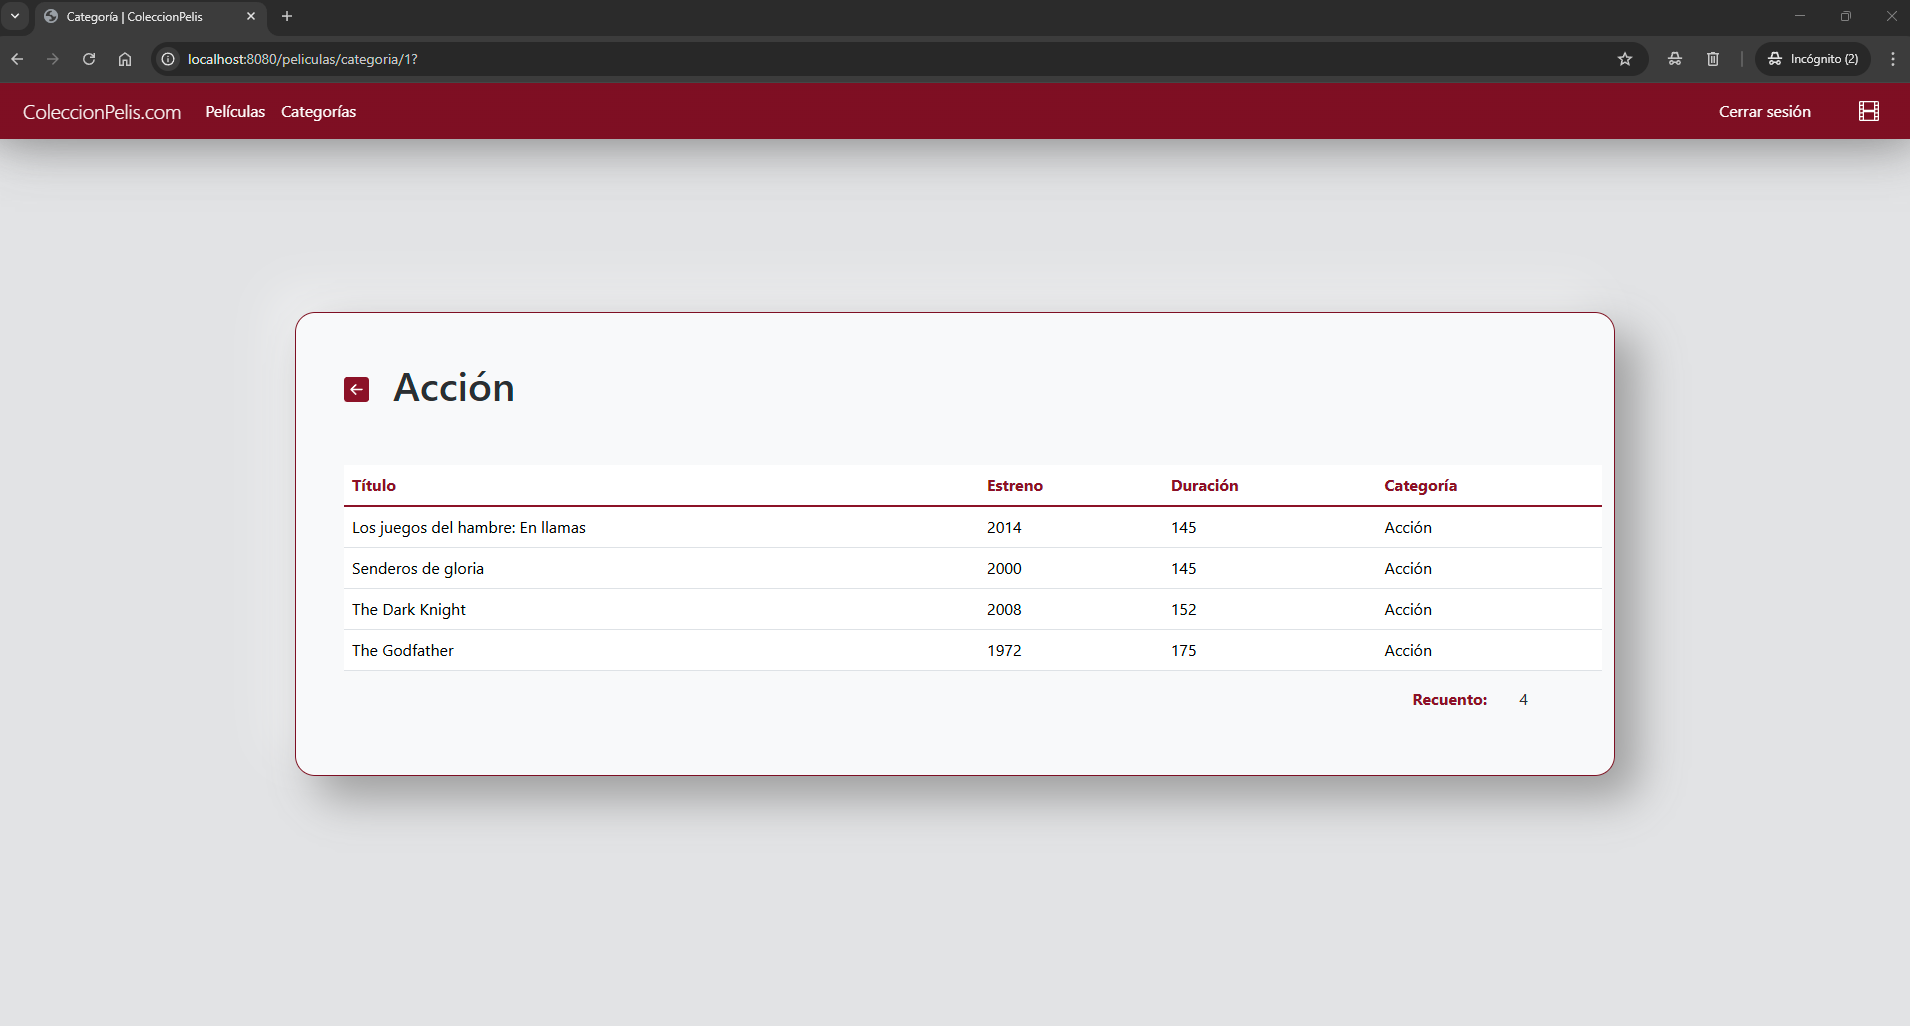 Categoría | ColeccionPelis
localhost:8080/peliculas/categoria/1?
Incógnito (2)
ColeccionPelis.com Películas Categorías Cerrar sesión
Acción
Título Estreno Duración Categoría
Los juegos del hambre: En llamas 2014 145 Acción
Senderos de gloria 2000 145 Acción
The Dark Knight 2008 152 Acción
The Godfather 1972 175 Acción
Recuento: 4